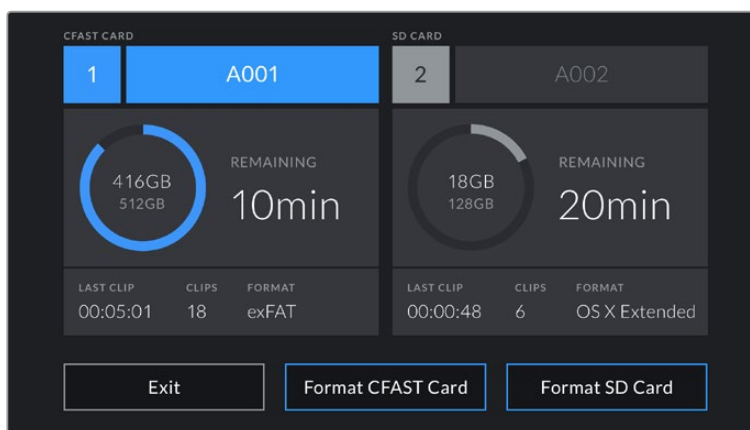 CFAST CARD
1 A001
416GB
512GB
REMAINING
10min
LAST CLIP CLIPS FORMAT
00:05:01 18 exFAT
SD CARD
2 A002
18GB
128GB
REMAINING
20min
LAST CLIP CLIPS FORMAT
00:00:48 6 OS X Extended
Exit Format CFAST Card Format SD Card